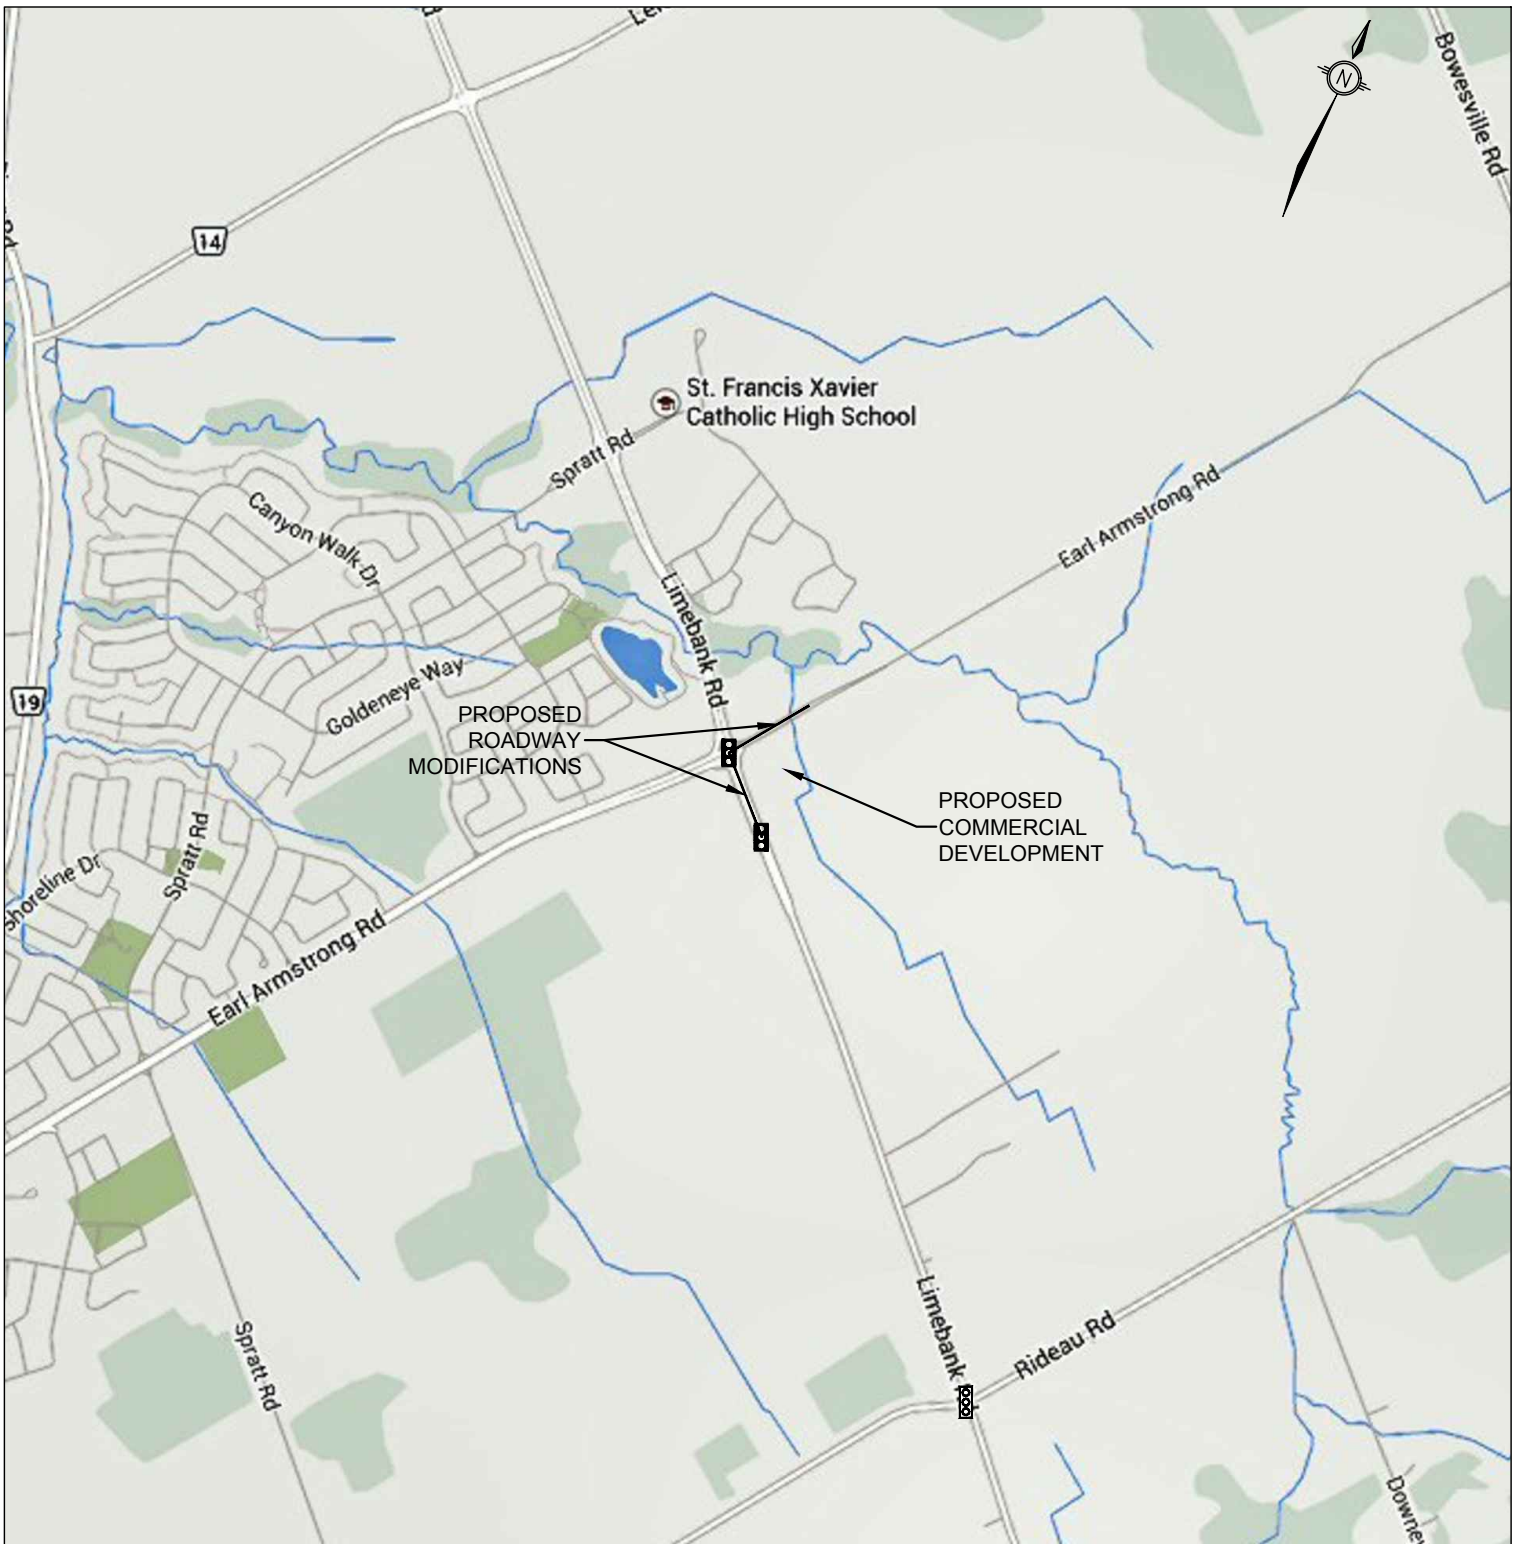 Bowesville Rd
N
14
St. Francis Xavier
Catholic High School
Spratt Rd
Canyon Walk Dr
Earl Armstrong Rd
Limebank Rd
Goldeneye Way
19
PROPOSED
ROADWAY
MODIFICATIONS
PROPOSED
COMMERCIAL
DEVELOPMENT
Spratt Rd
Shoreline Dr
Earl Armstrong Rd
Limebank
Rideau Rd
Spratt Rd